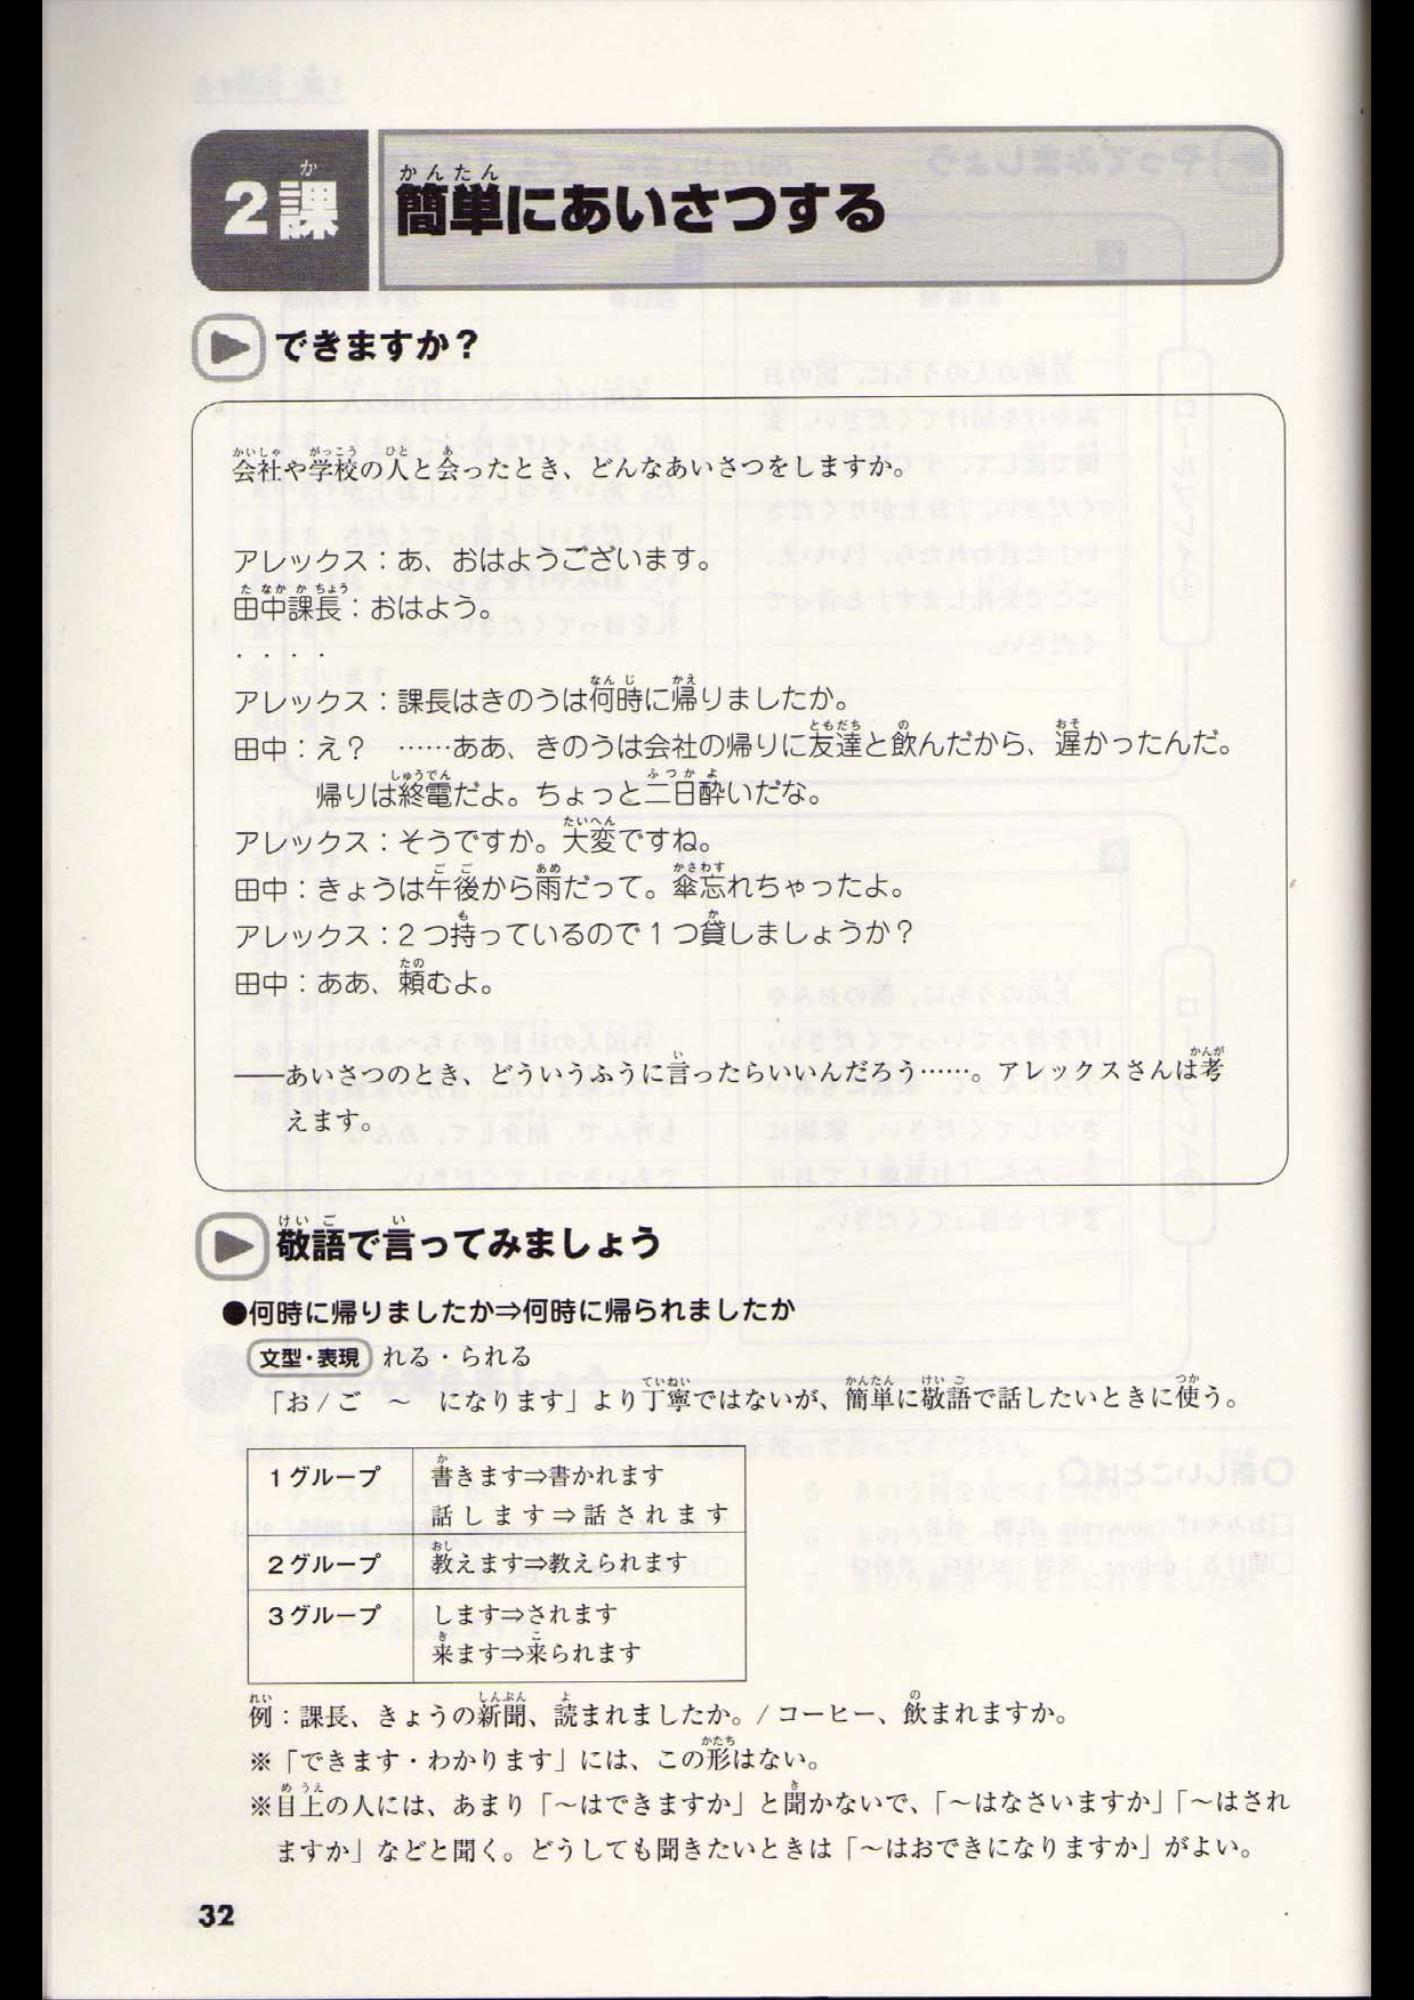 2課
簡単にあいさつする
できますか？
会社や学校の人と会ったとき、どんなあいさつをしますか。
アレックス：あ、おはようございます。
田中課長：おはよう。
・・・・
アレックス：課長はきのうは何時に帰りましたか。
田中：え？　……ああ、きのうは会社の帰りに友達と飲んだから、遅かったんだ。
帰りは終電だよ。ちょっと二日酔いだな。
アレックス：そうですか。大変ですね。
田中：きょうは午後から雨だって。傘忘れちゃったよ。
アレックス：2つ持っているので1つ貸しましょうか？
田中：ああ、頼むよ。
――あいさつのとき、どういうふうに言ったらいいんだろう……。アレックスさんは考
えます。
敬語で言ってみましょう
●何時に帰りましたか⇒何時に帰られましたか
文型・表現 れる・られる
「お/ご　～　になります」より丁寧ではないが、簡単に敬語で話したいときに使う。
1グループ 書きます⇒書かれます
話します⇒話されます
2グループ 教えます⇒教えられます
3グループ します⇒されます
来ます⇒来られます
例：課長、きょうの新聞、読まれましたか。/ コーヒー、飲まれますか。
※「できます・わかります」には、この形はない。
※目上の人には、あまり「～はできますか」と聞かないで、「～はなさいますか」「～はされ
ますか」などと聞く。どうしても聞きたいときは「～はおできになりますか」がよい。
32